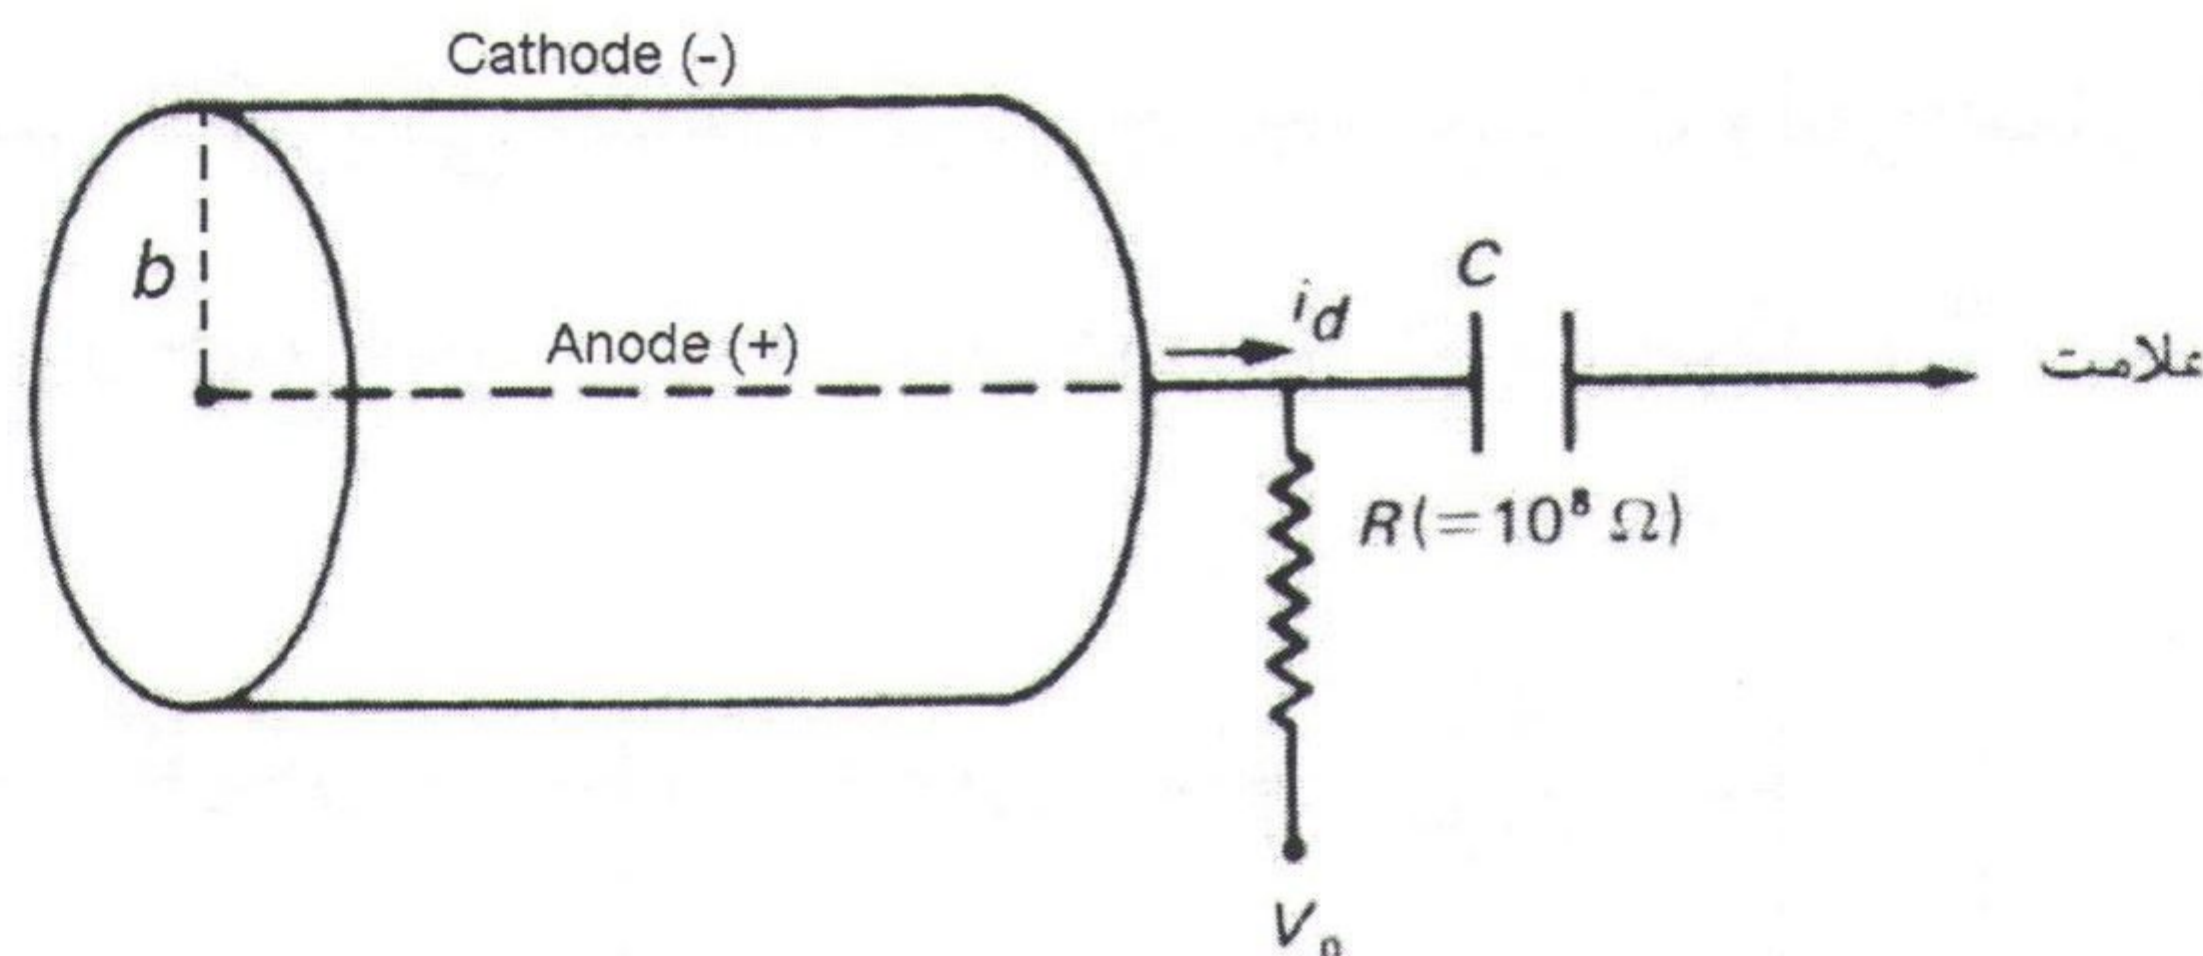 Cathode (-)
b
Anode (+)
i_d
C
علامت
R(=10⁸ Ω)
V₀